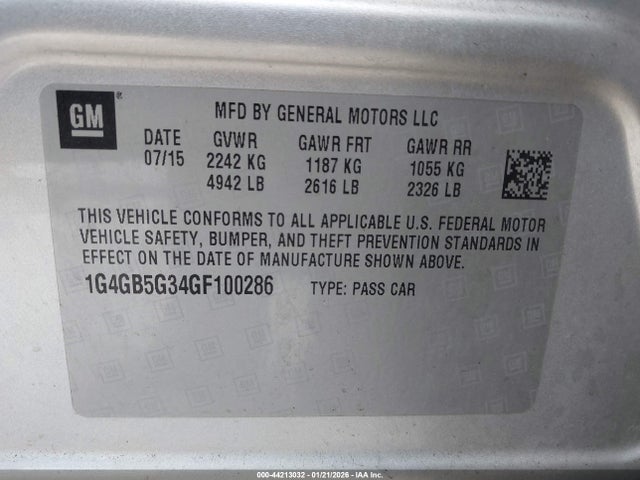 GM®
MFD BY GENERAL MOTORS LLC
DATE GVWR GAWR FRT GAWR RR
07/15 2242 KG 1187 KG 1055 KG
4942 LB 2616 LB 2326 LB
THIS VEHICLE CONFORMS TO ALL APPLICABLE U.S. FEDERAL MOTOR
VEHICLE SAFETY, BUMPER, AND THEFT PREVENTION STANDARDS IN
EFFECT ON THE DATE OF MANUFACTURE SHOWN ABOVE.
1G4GB5G34GF100286 TYPE: PASS CAR
000-44213032 | 01/21/2026 - IAA Inc.